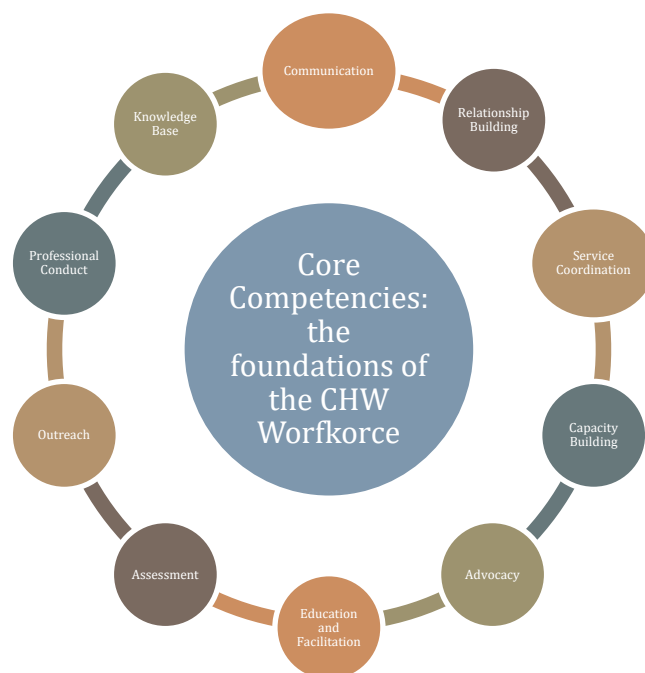 Communication
Relationship
Building
Service
Coordination
Capacity
Building
Advocacy
Education
and
Facilitation
Assessment
Outreach
Professional
Conduct
Knowledge
Base
Core
Competencies:
the
foundations of
the CHW
Worfkorce